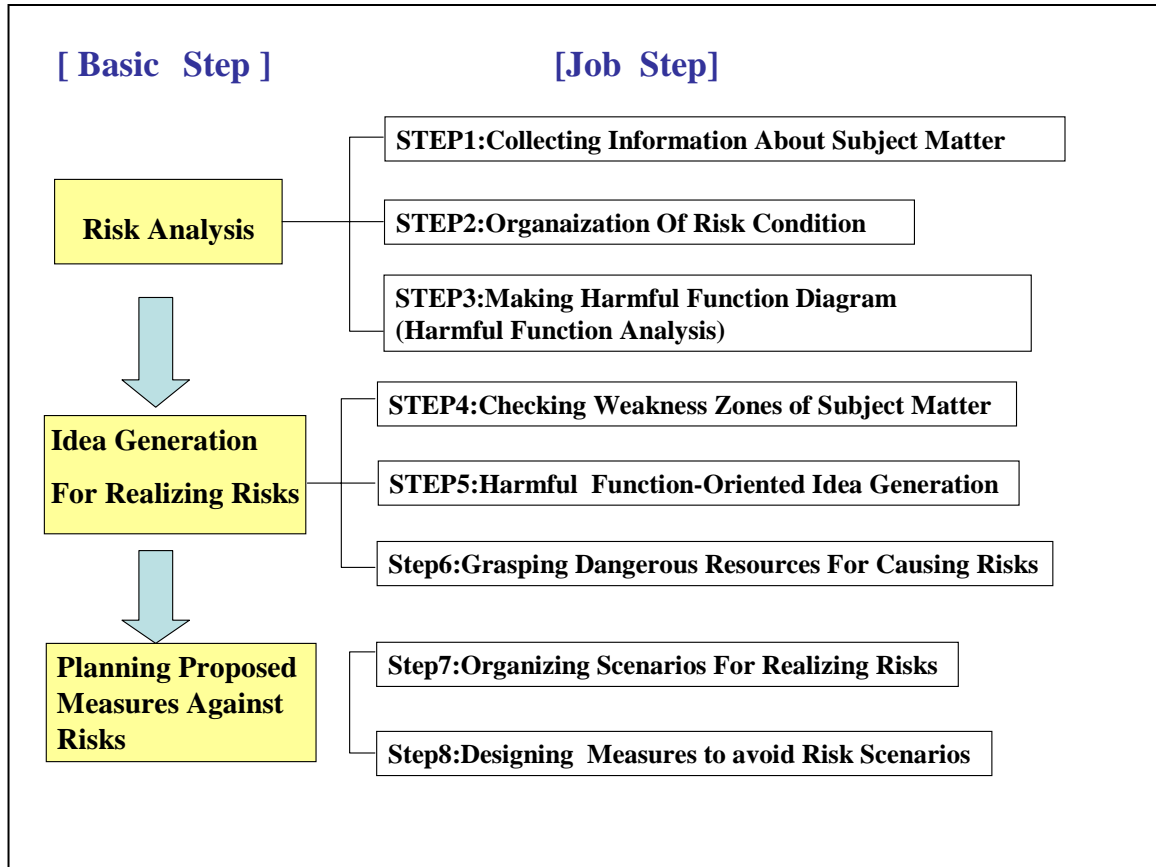 [ Basic Step ]
[Job Step]
Risk Analysis
STEP1:Collecting Information About Subject Matter
STEP2:Organaization Of Risk Condition
STEP3:Making Harmful Function Diagram
(Harmful Function Analysis)
Idea Generation
For Realizing Risks
STEP4:Checking Weakness Zones of Subject Matter
STEP5:Harmful Function-Oriented Idea Generation
Step6:Grasping Dangerous Resources For Causing Risks
Planning Proposed
Measures Against
Risks
Step7:Organizing Scenarios For Realizing Risks
Step8:Designing Measures to avoid Risk Scenarios